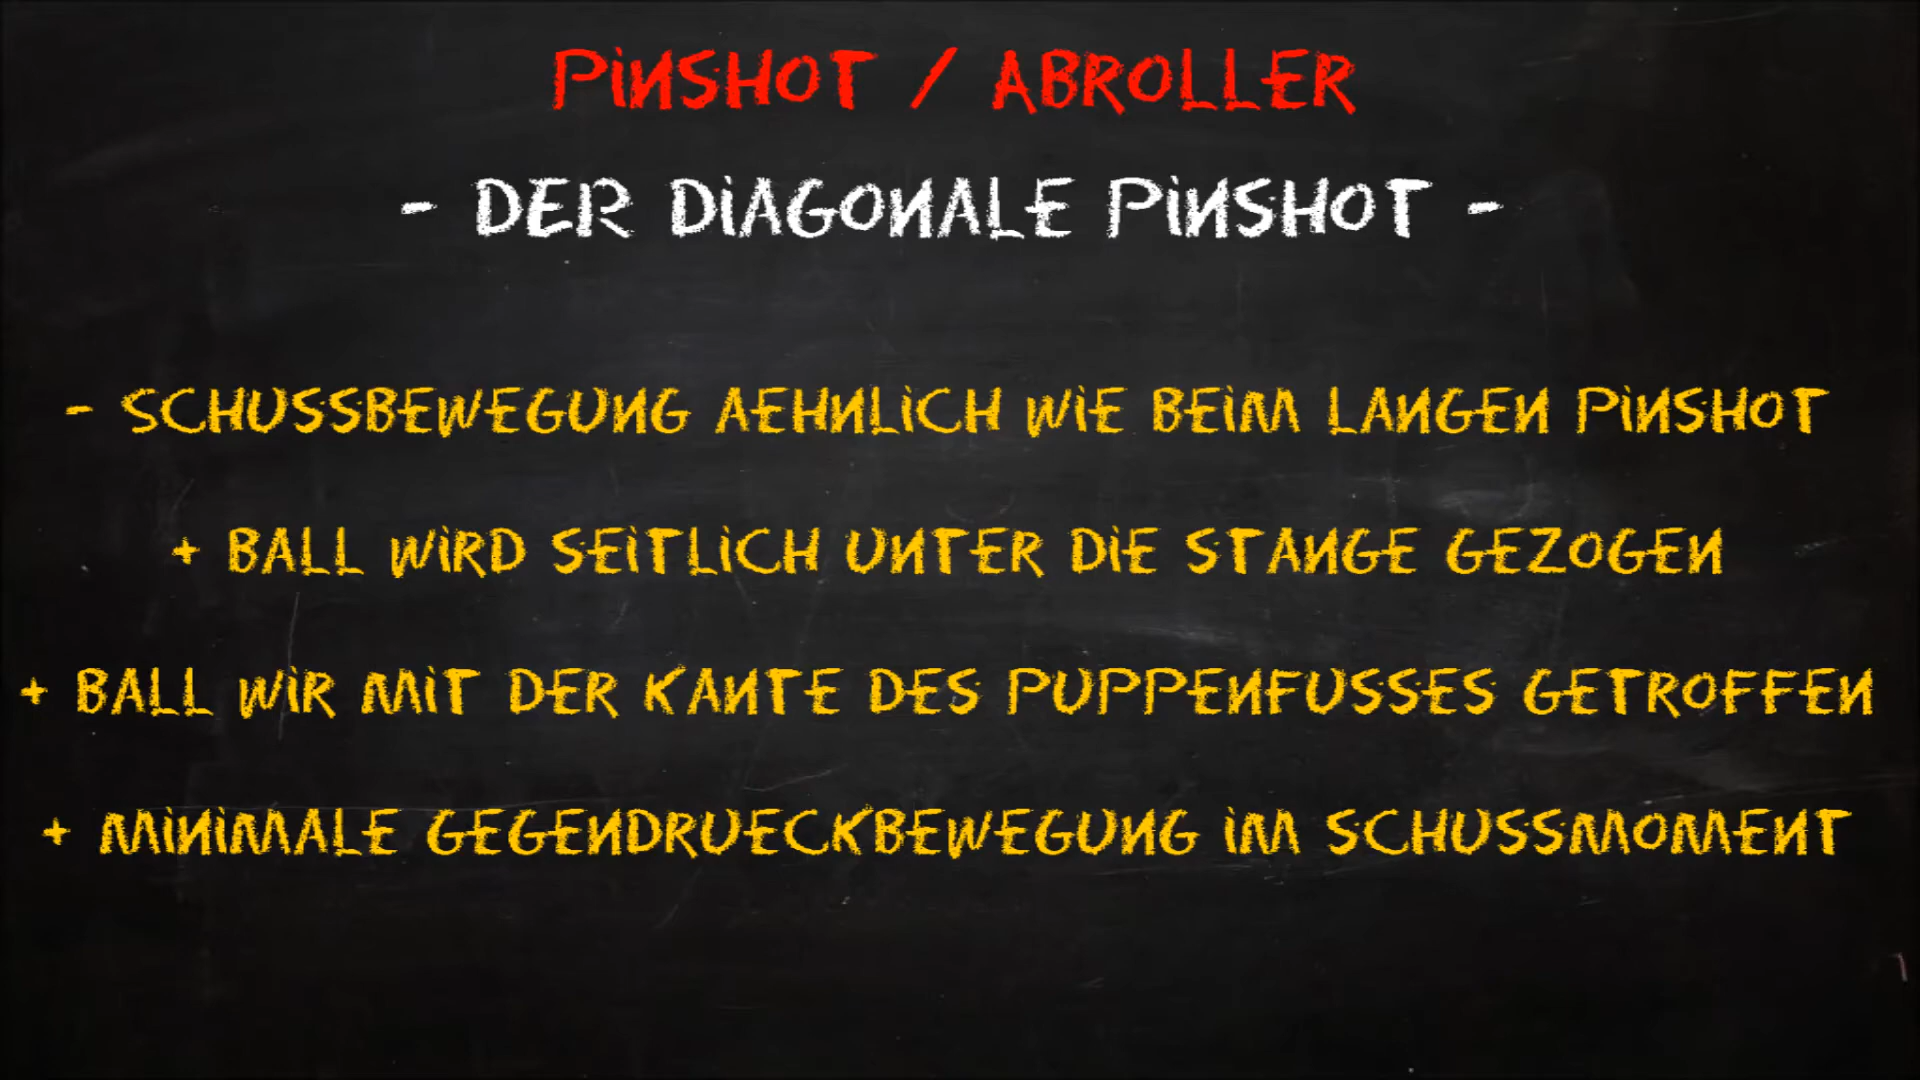 PINSHOT / ABROLLER
- DER DIAGONALE PINSHOT -
- SCHUSSBEWEGUNG AEHNLICH WIE BEIM LANGEN PINSHOT
+ BALL WIRD SEITLICH UNTER DIE STANGE GEZOGEN
+ BALL WIR MIT DER KANTE DES PUPPENFUSSES GETROFFEN
+ MINIMALE GEGENDRUECKBEWEGUNG IM SCHUSSMOMENT